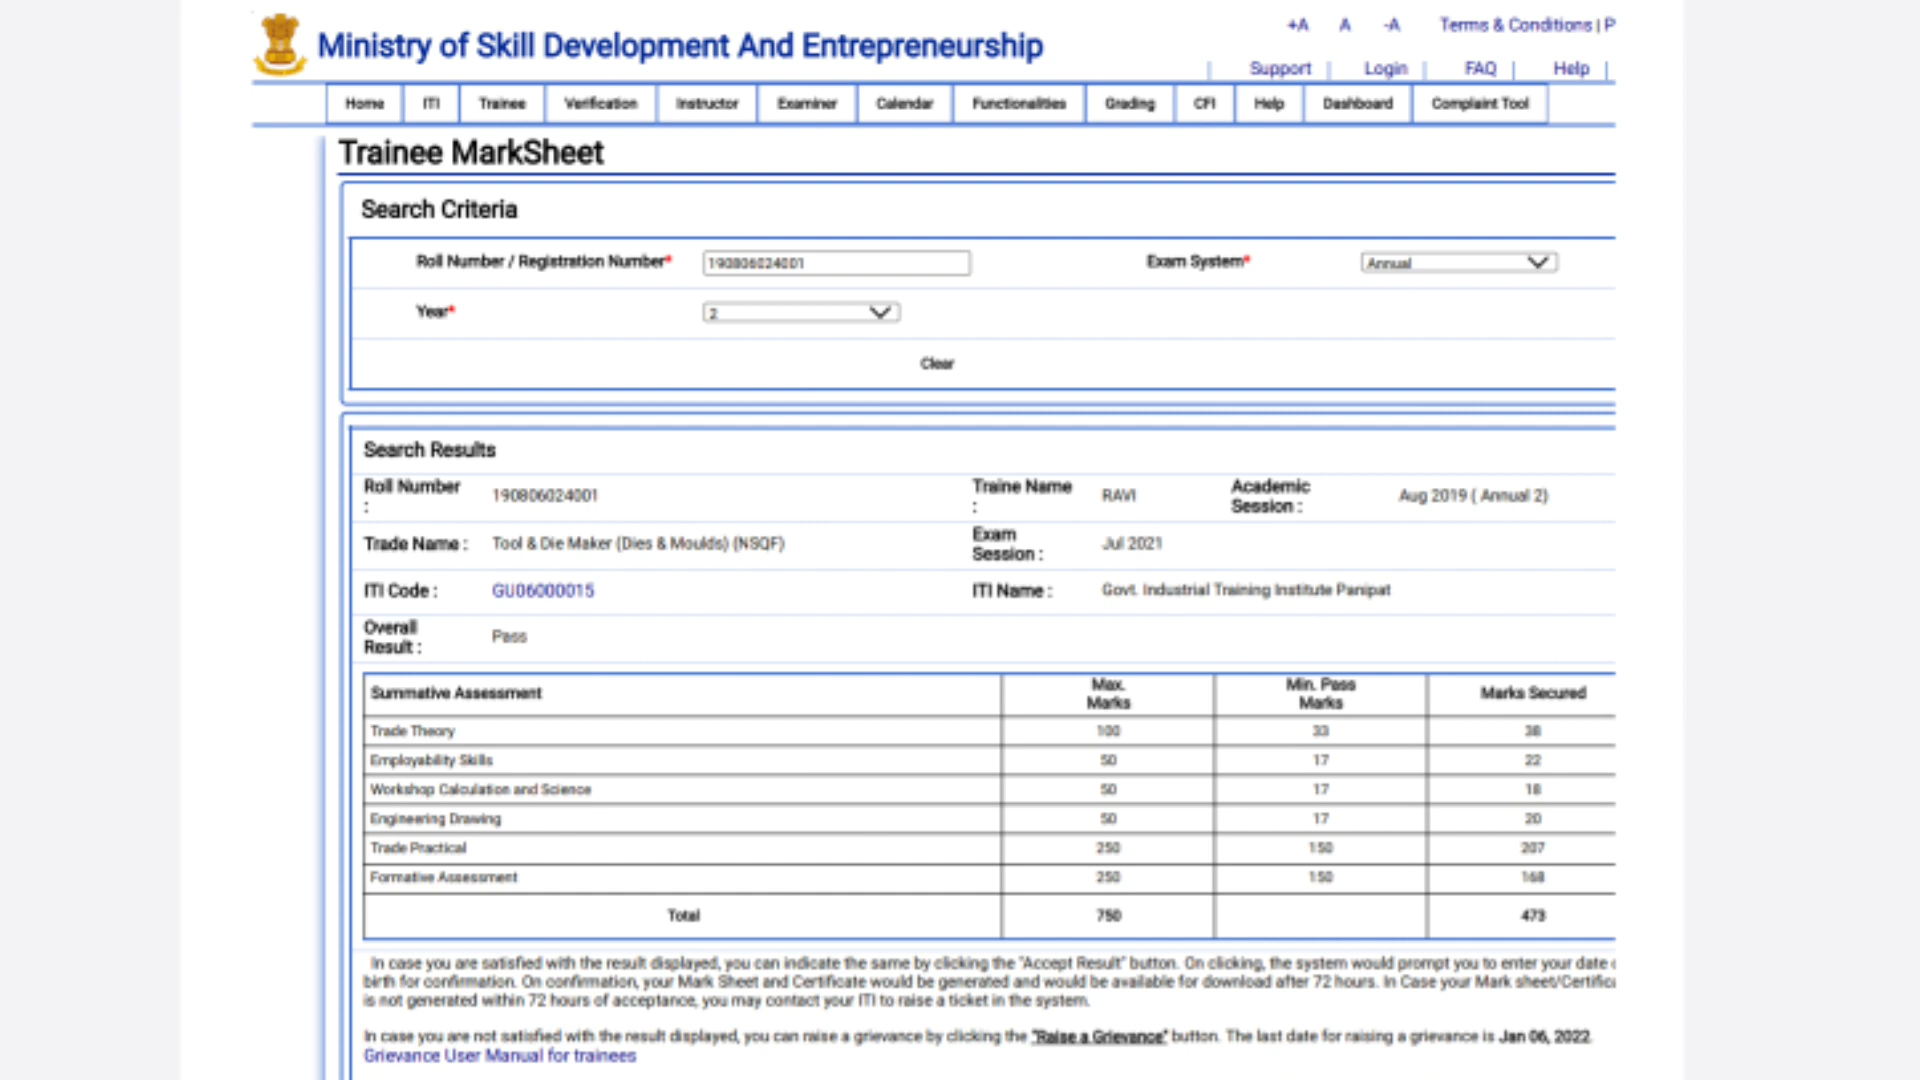 +A A -A Terms & Conditions | P
Ministry of Skill Development And Entrepreneurship
Support Login FAQ Help
Home ITI Trainee Verification Instructor Examiner Calendar Functionalities Grading CFI Help Dashboard Complaint Tool
Trainee MarkSheet
Search Criteria
Roll Number / Registration Number* 190806024001 Exam System* Annual
Year* 2
Clear
Search Results
Roll Number : 190806024001 Traine Name : RAVI Academic Session : Aug 2019 ( Annual 2)
Trade Name : Tool & Die Maker (Dies & Moulds) (NSQF) Exam Session : Jul 2021
ITI Code : GU06000015 ITI Name : Govt. Industrial Training Institute Panipat
Overall Result : Pass
Summative Assessment Max. Marks Min. Pass Marks Marks Secured
Trade Theory 100 33 38
Employability Skills 50 17 22
Workshop Calculation and Science 50 17 18
Engineering Drawing 50 17 20
Trade Practical 250 150 207
Formative Assessment 250 150 168
Total 750 473
In case you are satisfied with the result displayed, you can indicate the same by clicking the "Accept Result" button. On clicking, the system would prompt you to enter your date
birth for confirmation. On confirmation, your Mark Sheet and Certificate would be generated and would be available for download after 72 hours. In Case your Mark sheet/Certifica
is not generated within 72 hours of acceptance, you may contact your ITI to raise a ticket in the system.
In case you are not satisfied with the result displayed, you can raise a grievance by clicking the "Raise a Grievance" button. The last date for raising a grievance is Jan 06, 2022.
Grievance User Manual for trainees